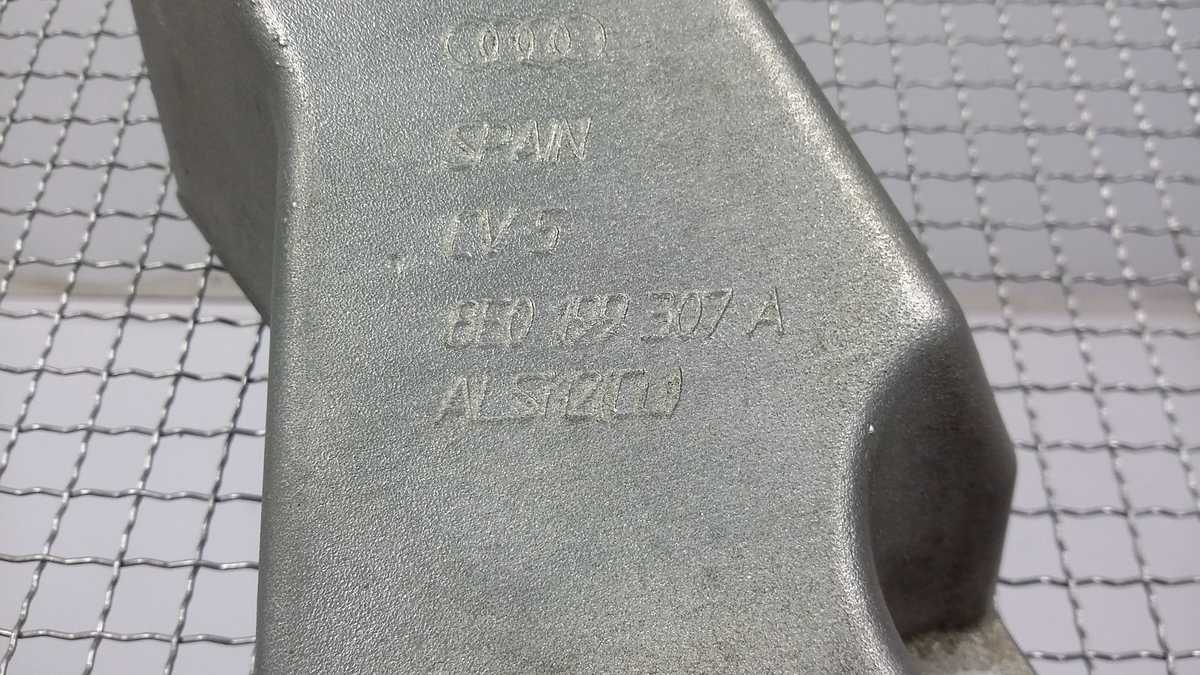 SPAIN
8E0 199 307 A
ALSI12(CU)